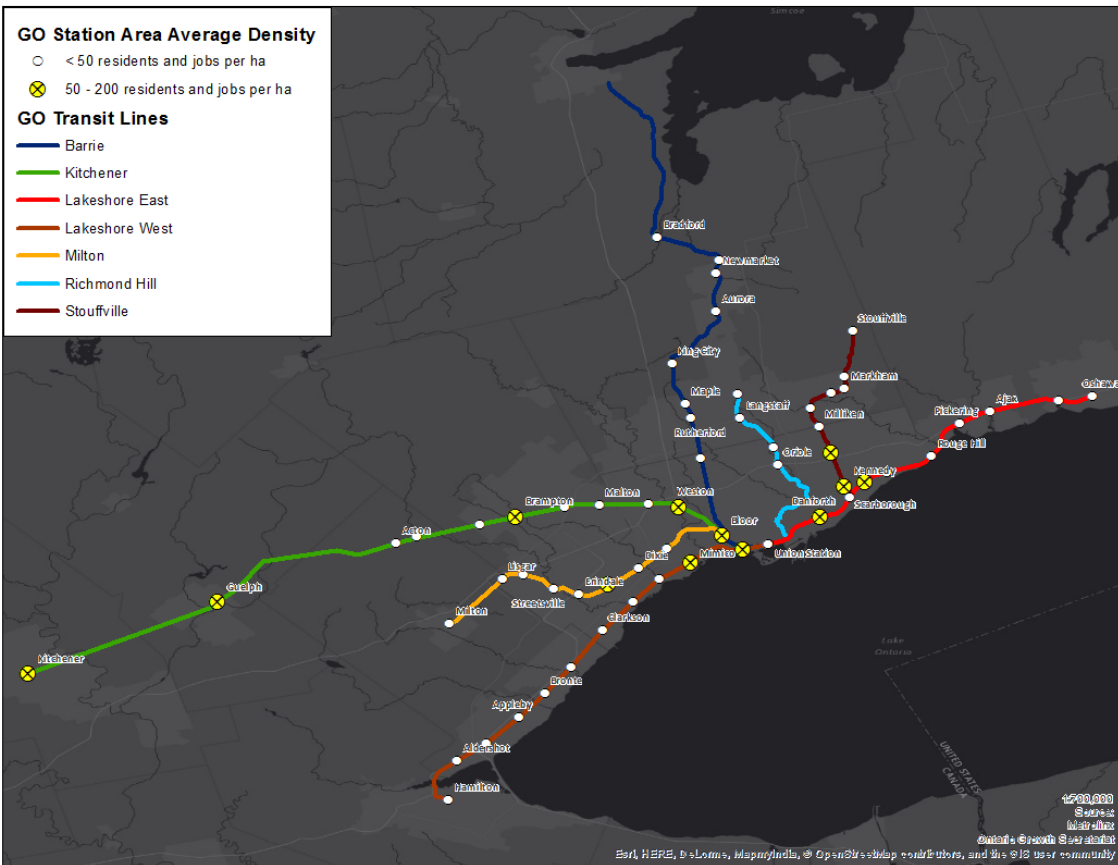 GO Station Area Average Density
< 50 residents and jobs per ha
50 - 200 residents and jobs per ha
GO Transit Lines
Barrie
Kitchener
Lakeshore East
Lakeshore West
Milton
Richmond Hill
Stouffville
Simcoe
Bradford
Newmarket
Aurora
Stouffville
King City
Markham
Oshawa
Maple
Langstaff
Milliken
Ajax
Pickering
Rutherford
Oriole
Rouge Hill
Kennedy
Weston
Malton
Brampton
Danforth
Scarborough
Acton
Bloor
Union Station
Mimico
Dixie
Lisgar
Erindale
Guelph
Streetsville
Milton
Clarkson
Lake
Ontario
Kitchener
Bronte
Appleby
Aldershot
Hamilton
UNITED STATES
CANADA
1:700,000
Source:
Metrolinx
Ontario Growth Secretariat
Esri, HERE, DeLorme, MapmyIndia, © OpenStreetMap contributors, and the GIS user community